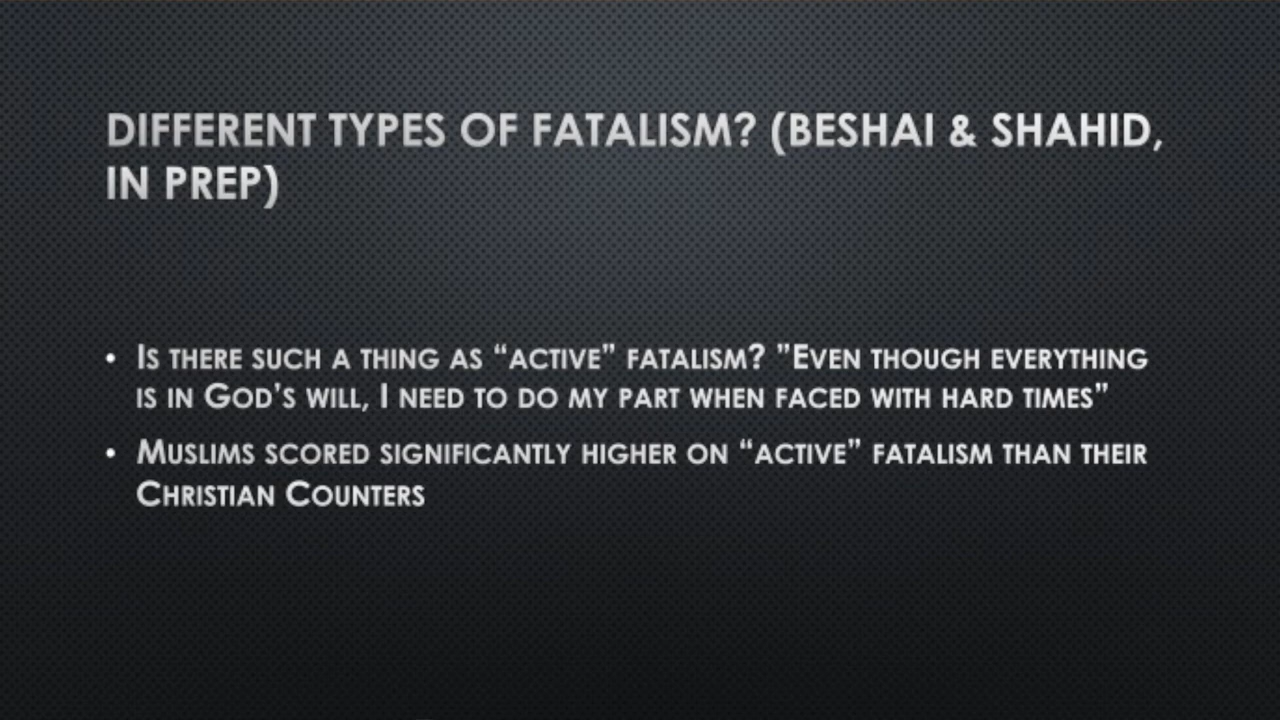 DIFFERENT TYPES OF FATALISM? (BESHAI & SHAHID,
IN PREP)
• IS THERE SUCH A THING AS “ACTIVE” FATALISM? ”EVEN THOUGH EVERYTHING
IS IN GOD’S WILL, I NEED TO DO MY PART WHEN FACED WITH HARD TIMES”
• MUSLIMS SCORED SIGNIFICANTLY HIGHER ON “ACTIVE” FATALISM THAN THEIR
CHRISTIAN COUNTERS